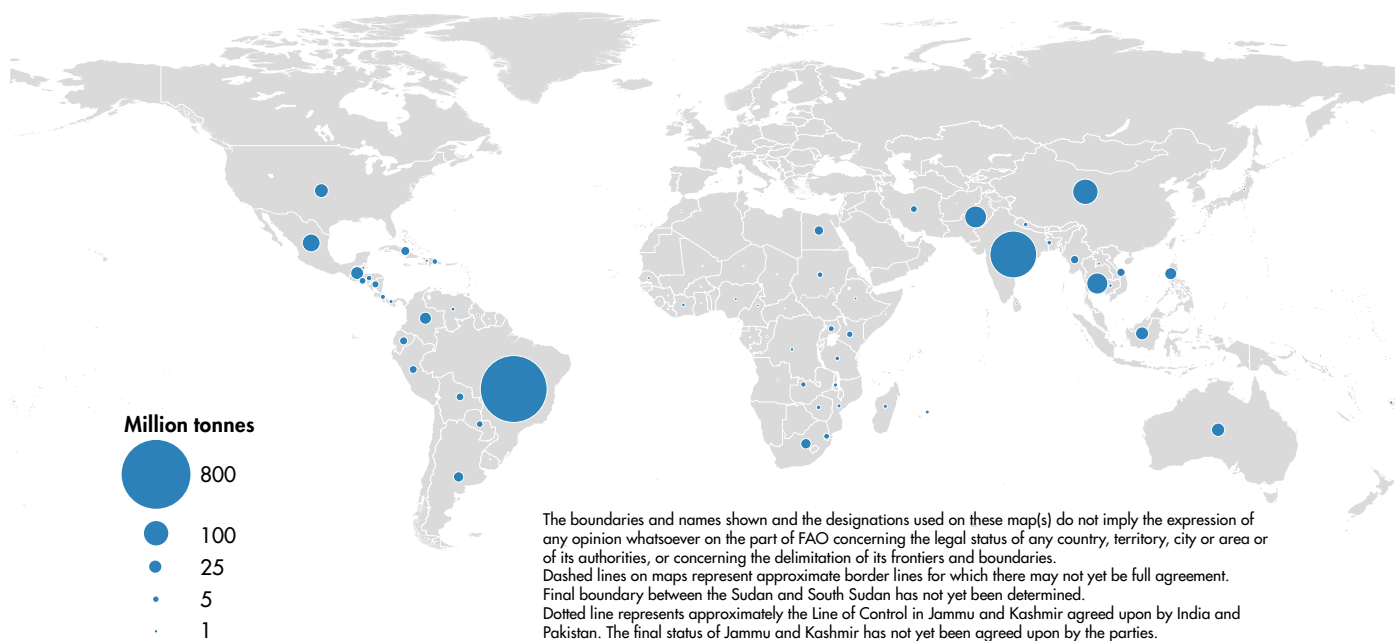 Million tonnes
800
100
25
5
1
The boundaries and names shown and the designations used on these map(s) do not imply the expression of
any opinion whatsoever on the part of FAO concerning the legal status of any country, territory, city or area or
of its authorities, or concerning the delimitation of its frontiers and boundaries.
Dashed lines on maps represent approximate border lines for which there may not yet be full agreement.
Final boundary between the Sudan and South Sudan has not yet been determined.
Dotted line represents approximately the Line of Control in Jammu and Kashmir agreed upon by India and
Pakistan. The final status of Jammu and Kashmir has not yet been agreed upon by the parties.